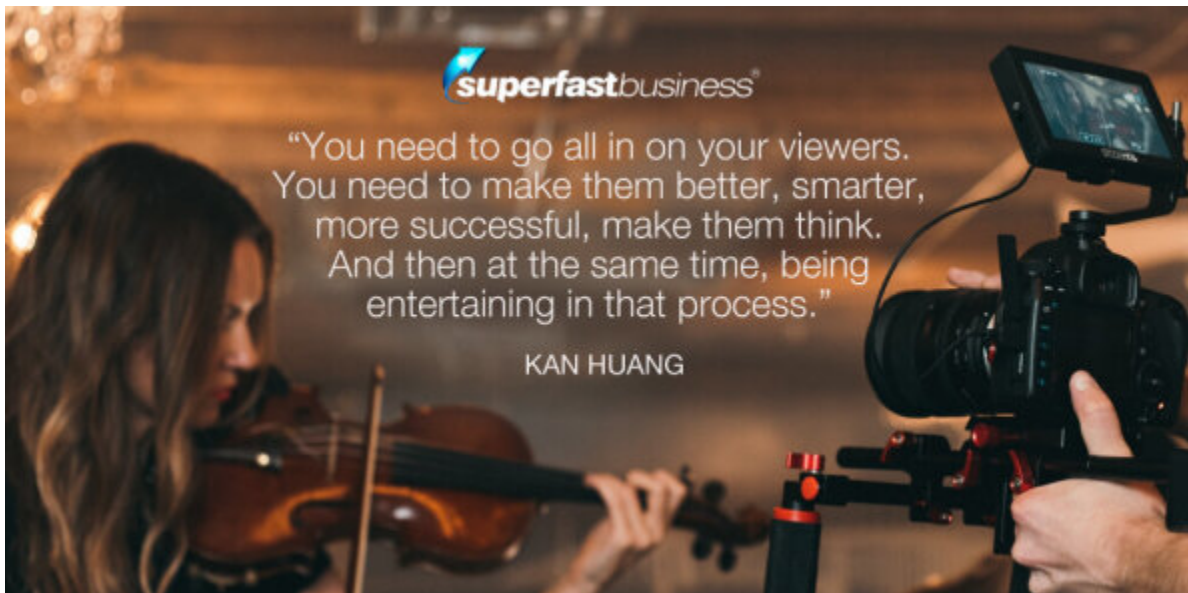 superfastbusiness®
“You need to go all in on your viewers.
You need to make them better, smarter,
more successful, make them think.
And then at the same time, being
entertaining in that process.”
KAN HUANG